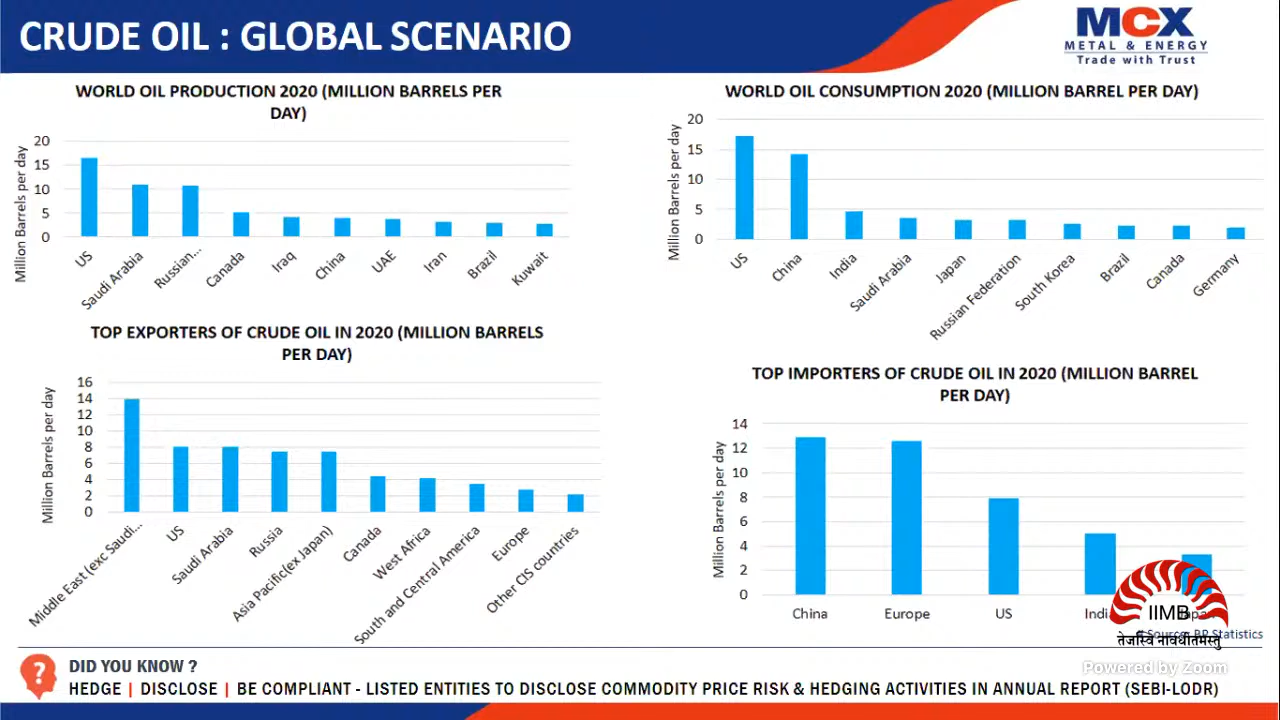 CRUDE OIL : GLOBAL SCENARIO
MCX
METAL & ENERGY
Trade with Trust
WORLD OIL PRODUCTION 2020 (MILLION BARRELS PER
DAY)
Million Barrels per day
20
15
10
5
0
US
Saudi Arabia
Russian...
Canada
Iraq
China
UAE
Iran
Brazil
Kuwait
WORLD OIL CONSUMPTION 2020 (MILLION BARREL PER DAY)
Million Barrels per day
20
15
10
5
0
US
China
India
Saudi Arabia
Japan
Russian Federation
South Korea
Brazil
Canada
Germany
TOP EXPORTERS OF CRUDE OIL IN 2020 (MILLION BARRELS
PER DAY)
Million Barrels per day
16
14
12
10
8
6
4
2
0
Middle East (exc Saudi...
US
Saudi Arabia
Russia
Asia Pacific(ex Japan)
Canada
West Africa
South and Central America
Europe
Other CIS countries
TOP IMPORTERS OF CRUDE OIL IN 2020 (MILLION BARREL
PER DAY)
Million Barrels per day
14
12
10
8
6
4
2
0
China
Europe
US
India
Japan
IIMB
तेजस्वि नावधीतमस्तु
Source: BP Statistics
Powered by Zoom
?
DID YOU KNOW ?
HEDGE | DISCLOSE | BE COMPLIANT - LISTED ENTITIES TO DISCLOSE COMMODITY PRICE RISK & HEDGING ACTIVITIES IN ANNUAL REPORT (SEBI-LODR)